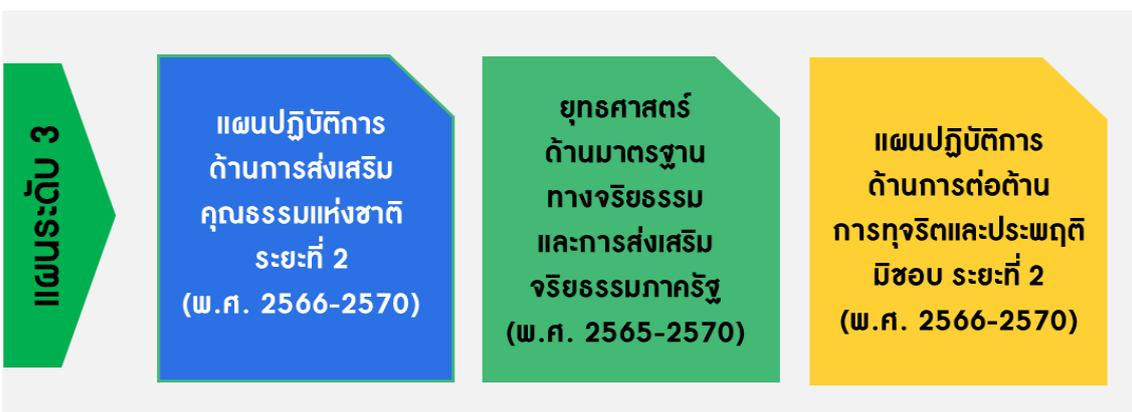 แผนระดับ 3
แผนปฏิบัติการ
ด้านการส่งเสริม
คุณธรรมแห่งชาติ
ระยะที่ 2
(พ.ศ. 2566-2570)
ยุทธศาสตร์
ด้านมาตรฐาน
ทางจริยธรรม
และการส่งเสริม
จริยธรรมภาครัฐ
(พ.ศ. 2565-2570)
แผนปฏิบัติการ
ด้านการต่อต้าน
การทุจริตและประพฤติ
มิชอบ ระยะที่ 2
(พ.ศ. 2566-2570)